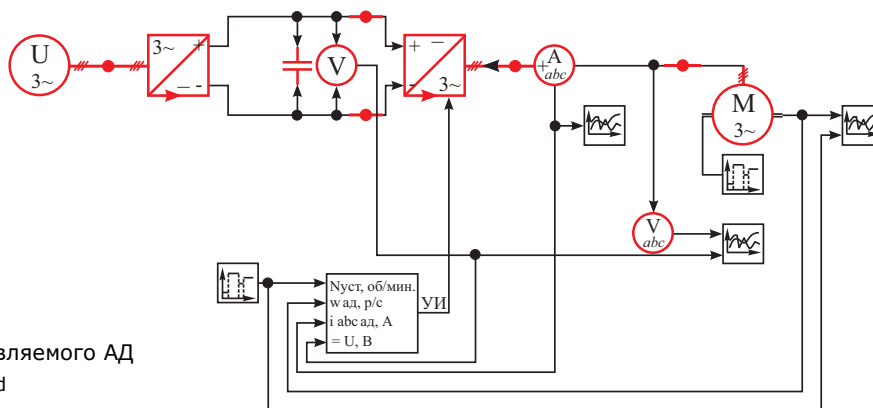 U
3~
3~
+
-
V
+
-
3~
+
-
A
abc
M
3~
V
abc
Nуст, об/мин.
w ад, р/с
i abc ад, А
= U, В
УИ
вляемого АД
d